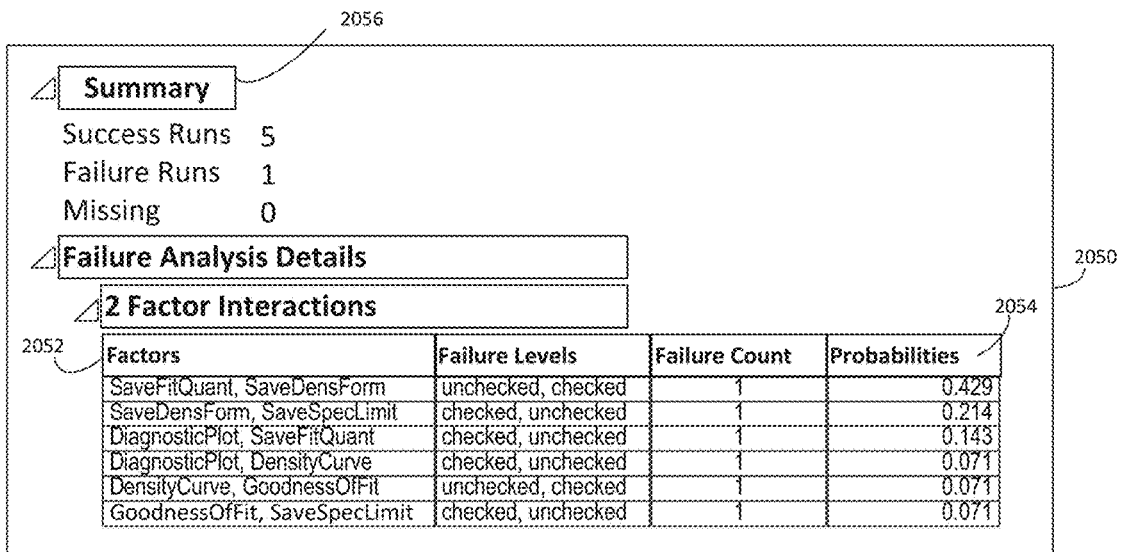 2056
Summary
Success Runs 5
Failure Runs 1
Missing 0
Failure Analysis Details
2050
2 Factor Interactions
2054
2052
Factors Failure Levels Failure Count Probabilities
SaveFitQuant, SaveDensForm unchecked, checked 1 0.429
SaveDensForm, SaveSpecLimit checked, unchecked 1 0.214
DiagnosticPlot, SaveFitQuant checked, unchecked 1 0.143
DiagnosticPlot, DensityCurve checked, unchecked 1 0.071
DensityCurve, GoodnessOfFit unchecked, checked 1 0.071
GoodnessOfFit, SaveSpecLimit checked, unchecked 1 0.071